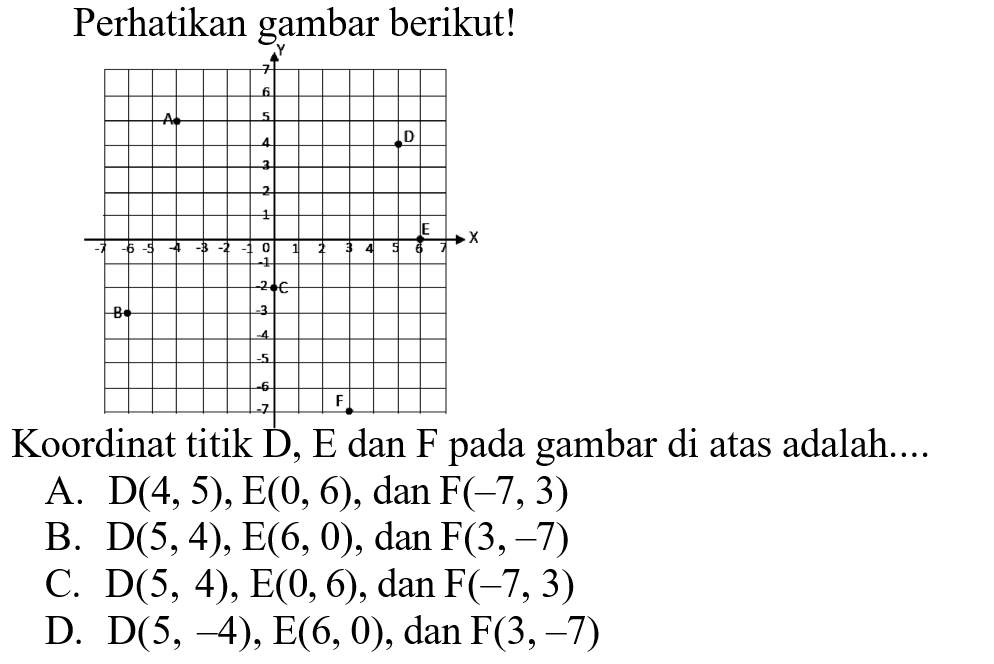 Perhatikan gambar berikut!
Y
7
6
A 5
4 D
3
2
1 E
-7 -6 -5 -4 -3 -2 -1 0 1 2 3 4 5 6 7 X
-1
-2 C
B -3
-4
-5
-6 F
-7
Koordinat titik D, E dan F pada gambar di atas adalah....
A. D(4, 5), E(0, 6), dan F(–7, 3)
B. D(5, 4), E(6, 0), dan F(3, –7)
C. D(5, 4), E(0, 6), dan F(–7, 3)
D. D(5, –4), E(6, 0), dan F(3, –7)